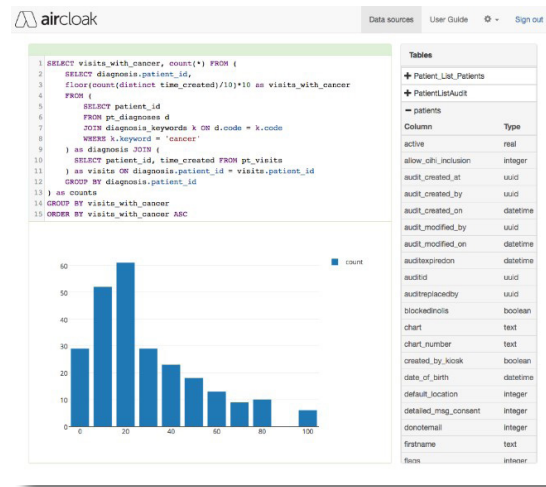 aircloak
Data sources User Guide Sign out
1 SELECT visits_with_cancer, count(*) FROM (
2 SELECT diagnosis.patient_id,
3 floor(count(distinct time_created)/10)*10 as visits_with_cancer
4 FROM (
5 SELECT patient_id
6 FROM pt_diagnoses d
7 JOIN diagnosis_keywords k ON d.code = k.code
8 WHERE k.keyword = 'cancer'
9 ) as diagnosis JOIN (
10 SELECT patient_id, time_created FROM pt_visits
11 ) as visits ON diagnosis.patient_id = visits.patient_id
12 GROUP BY diagnosis.patient_id
13 ) as counts
14 GROUP BY visits_with_cancer
15 ORDER BY visits_with_cancer ASC
60
50
40
30
20
10
0
0 20 40 60 80 100
count
Tables
+ Patient_List_Patients
+ PatientListAudit
− patients
Column Type
active real
allow_oihi_inclusion integer
audit_created_at uuid
audit_created_by uuid
audit_created_on datetime
audit_modified_by uuid
audit_modified_on datetime
auditexpiredon datetime
auditid uuid
auditreplacedby uuid
blockedinolis boolean
chart text
chart_number text
created_by_kiosk boolean
date_of_birth datetime
default_location integer
detailed_msg_consent integer
donotemail integer
firstname text
flags integer